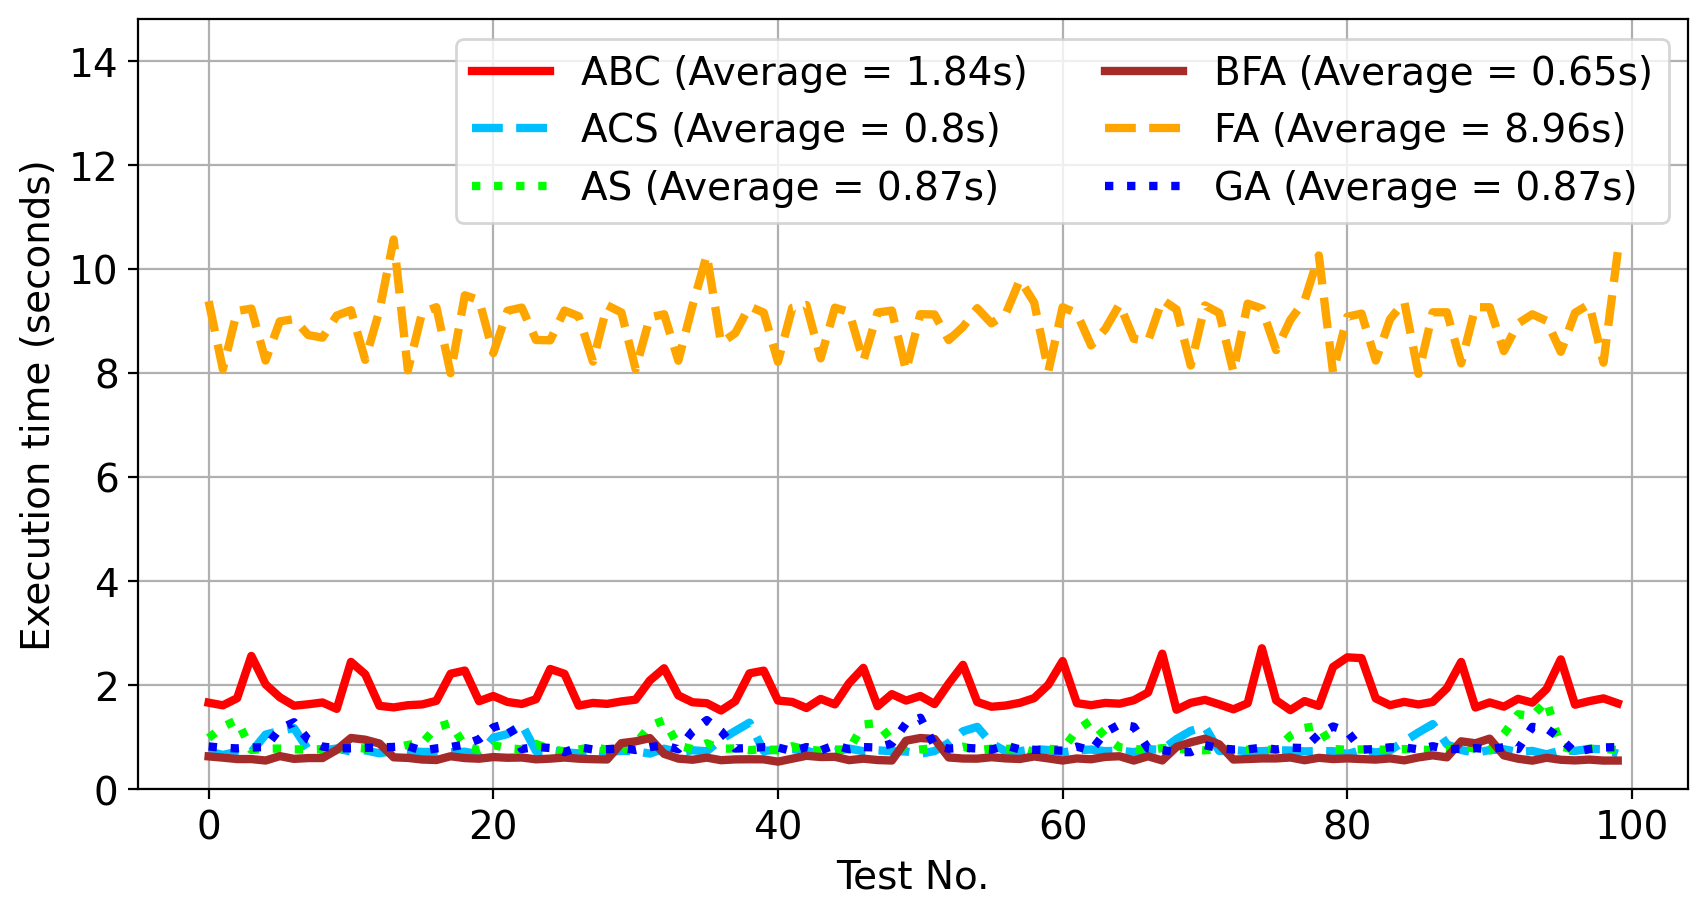 14
12
10
8
6
4
2
0
Execution time (seconds)
ABC (Average = 1.84s)
ACS (Average = 0.8s)
AS (Average = 0.87s)
BFA (Average = 0.65s)
FA (Average = 8.96s)
GA (Average = 0.87s)
0 20 40 60 80 100
Test No.